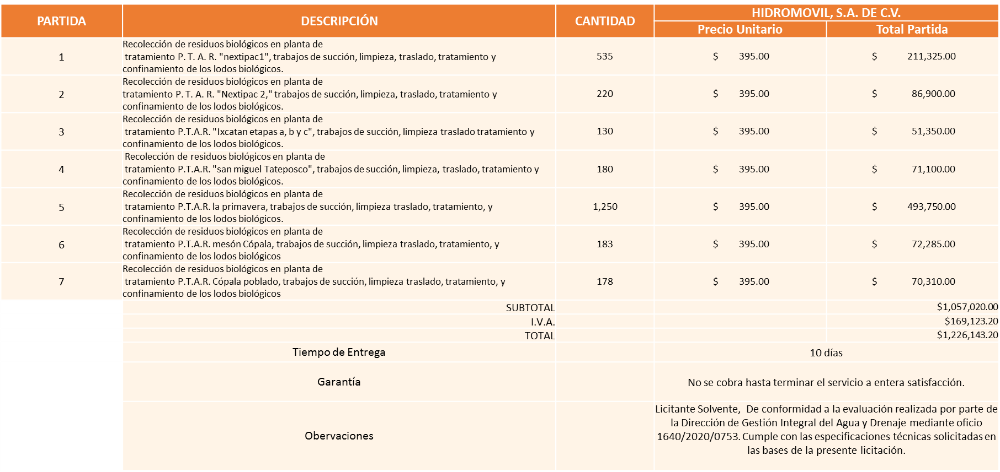 PARTIDA DESCRIPCIÓN CANTIDAD HIDROMOVIL, S.A. DE C.V.
Precio Unitario Total Partida
Recolección de residuos biológicos en planta de
1 tratamiento P. T. A. R. "nextipac1", trabajos de succión, limpieza, traslado, tratamiento y 535 $ 395.00 $ 211,325.00
confinamiento de los lodos biológicos.
Recolección de residuos biológicos en planta de
2 tratamiento P. T. A. R. "Nextipac 2," trabajos de succión, limpieza, traslado, tratamiento y 220 $ 395.00 $ 86,900.00
confinamiento de los lodos biológicos.
Recolección de residuos biológicos en planta de
3 tratamiento P.T.A.R. "Ixcatan etapas a, b y c", trabajos de succión, limpieza traslado tratamiento y 130 $ 395.00 $ 51,350.00
confinamiento de los lodos biológicos.
Recolección de residuos biológicos en planta de
4 tratamiento P.T.A.R. "san miguel Tateposco", trabajos de succión, limpieza, traslado, tratamiento y 180 $ 395.00 $ 71,100.00
confinamiento de los lodos biológicos.
Recolección de residuos biológicos en planta de
5 tratamiento P.T.A.R. la primavera, trabajos de succión, limpieza traslado, tratamiento, y 1,250 $ 395.00 $ 493,750.00
confinamiento de los lodos biológicos.
Recolección de residuos biológicos en planta de
6 tratamiento P.T.A.R. mesón Cópala, trabajos de succión, limpieza traslado, tratamiento, y 183 $ 395.00 $ 72,285.00
confinamiento de los lodos biológicos
Recolección de residuos biológicos en planta de
7 tratamiento P.T.A.R. Cópala poblado, trabajos de succión, limpieza traslado, tratamiento, y 178 $ 395.00 $ 70,310.00
confinamiento de los lodos biológicos
SUBTOTAL $1,057,020.00
I.V.A. $169,123.20
TOTAL $1,226,143.20
Tiempo de Entrega 10 días
Garantía No se cobra hasta terminar el servicio a entera satisfacción.
Obervaciones Licitante Solvente, De conformidad a la evaluación realizada por parte de
la Dirección de Gestión Integral del Agua y Drenaje mediante oficio
1640/2020/0753. Cumple con las especificaciones técnicas solicitadas en
las bases de la presente licitación.